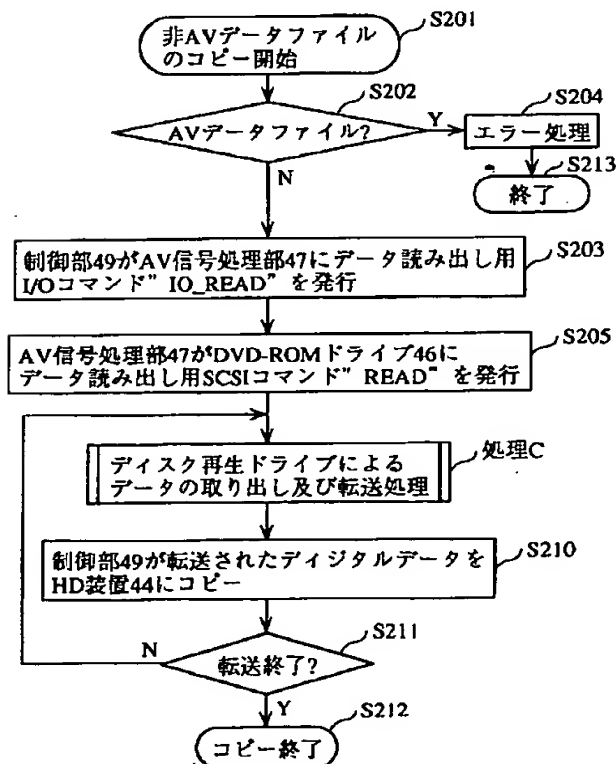 非AVデータファイル
のコピー開始
S201
S202
AVデータファイル?
Y
S204
エラー処理
S213
終了
N
制御部49がAV信号処理部47にデータ読み出し用
I/Oコマンド"IO_READ"を発行
S203
AV信号処理部47がDVD-ROMドライブ46に
データ読み出し用SCSIコマンド"READ"を発行
S205
ディスク再生ドライブによる
データの取り出し及び転送処理
処理C
制御部49が転送されたディジタルデータを
HD装置44にコピー
S210
転送終了?
S211
N
Y
コピー終了
S212